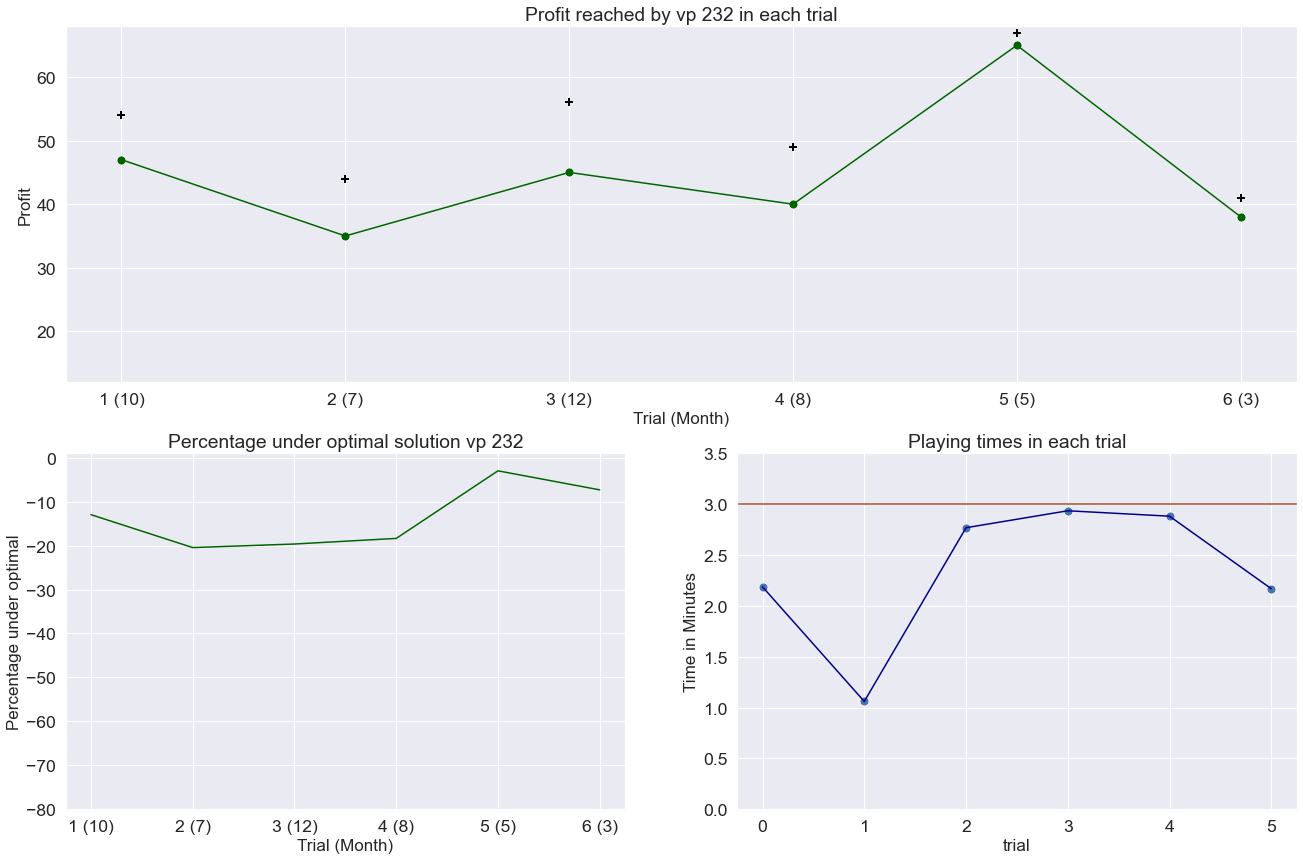 Profit reached by vp 232 in each trial
Profit
60
50
40
30
20
1 (10) 2 (7) 3 (12) 4 (8) 5 (5) 6 (3)
Trial (Month)
Percentage under optimal solution vp 232
Percentage under optimal
0
−10
−20
−30
−40
−50
−60
−70
−80
1 (10) 2 (7) 3 (12) 4 (8) 5 (5) 6 (3)
Trial (Month)
Playing times in each trial
Time in Minutes
3.5
3.0
2.5
2.0
1.5
1.0
0.5
0.0
0 1 2 3 4 5
trial